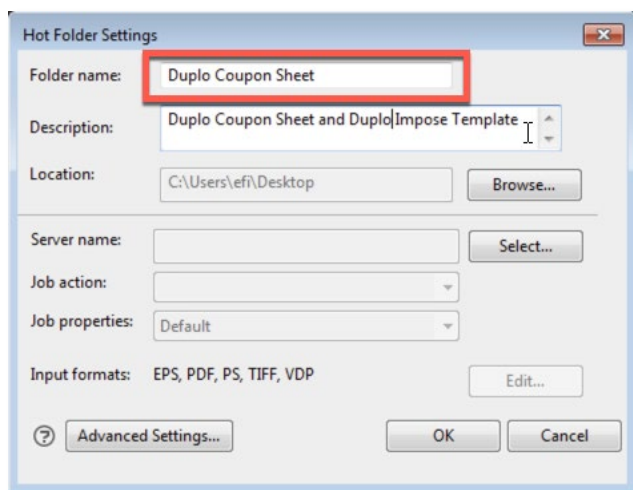 Hot Folder Settings
Folder name: Duplo Coupon Sheet
Description: Duplo Coupon Sheet and Duplo Impose Template
Location: C:\Users\efi\Desktop Browse...
Server name: Select...
Job action:
Job properties: Default
Input formats: EPS, PDF, PS, TIFF, VDP Edit...
? Advanced Settings... OK Cancel